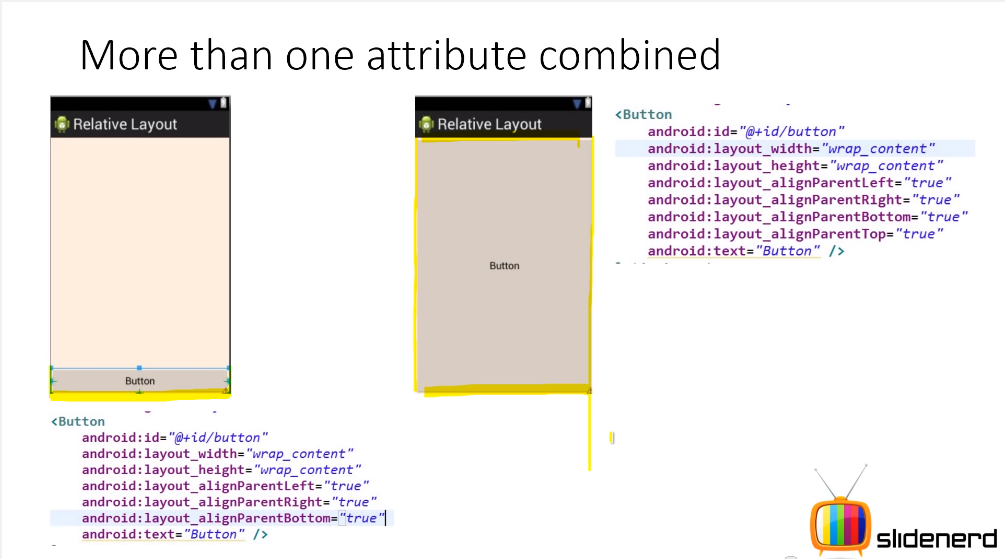 More than one attribute combined
Relative Layout
Button
<Button
android:id="@+id/button"
android:layout_width="wrap_content"
android:layout_height="wrap_content"
android:layout_alignParentLeft="true"
android:layout_alignParentRight="true"
android:layout_alignParentBottom="true"
android:text="Button" />
Relative Layout
Button
<Button
android:id="@+id/button"
android:layout_width="wrap_content"
android:layout_height="wrap_content"
android:layout_alignParentLeft="true"
android:layout_alignParentRight="true"
android:layout_alignParentBottom="true"
android:layout_alignParentTop="true"
android:text="Button" />
slidenerd